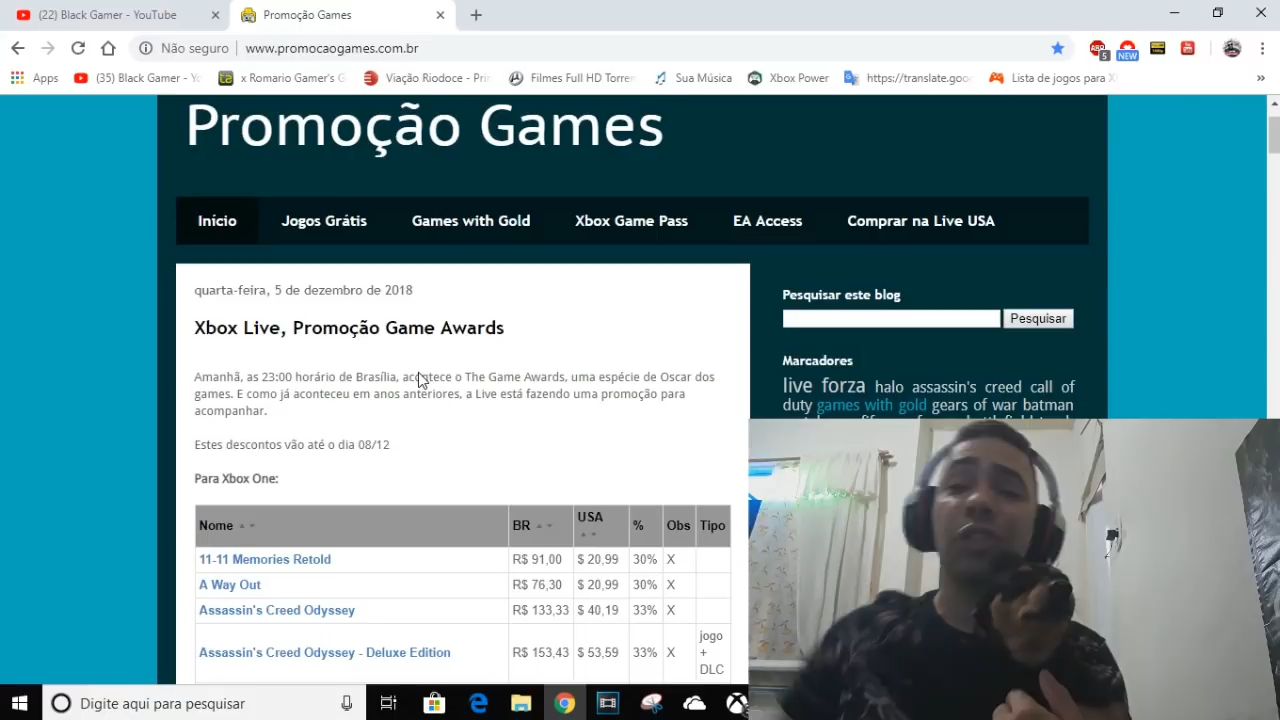 (22) Black Gamer - YouTube
Promoção Games
Não seguro
www.promocaogames.com.br
ABP
5
NEW
Apps
(35) Black Gamer - Yo
x Romario Gamer's G
Viação Riodoce - Prin
Filmes Full HD Torren
Sua Música
Xbox Power
https://translate.goo
Lista de jogos para X
»
Promoção Games
Início
Jogos Grátis
Games with Gold
Xbox Game Pass
EA Access
Comprar na Live USA
quarta-feira, 5 de dezembro de 2018
Xbox Live, Promoção Game Awards
Amanhã, as 23:00 horário de Brasília, acontece o The Game Awards, uma espécie de Oscar dos
games. E como já aconteceu em anos anteriores, a Live está fazendo uma promoção para
acompanhar.
Estes descontos vão até o dia 08/12
Para Xbox One:
Nome BR USA % Obs Tipo
11-11 Memories Retold R$ 91,00 $ 20,99 30% X
A Way Out R$ 76,30 $ 20,99 30% X
Assassin's Creed Odyssey R$ 133,33 $ 40,19 33% X
Assassin's Creed Odyssey - Deluxe Edition R$ 153,43 $ 53,59 33% X jogo
+
DLC
Pesquisar este blog
Pesquisar
Marcadores
live forza halo assassin's creed call of
duty games with gold gears of war batman
Digite aqui para pesquisar